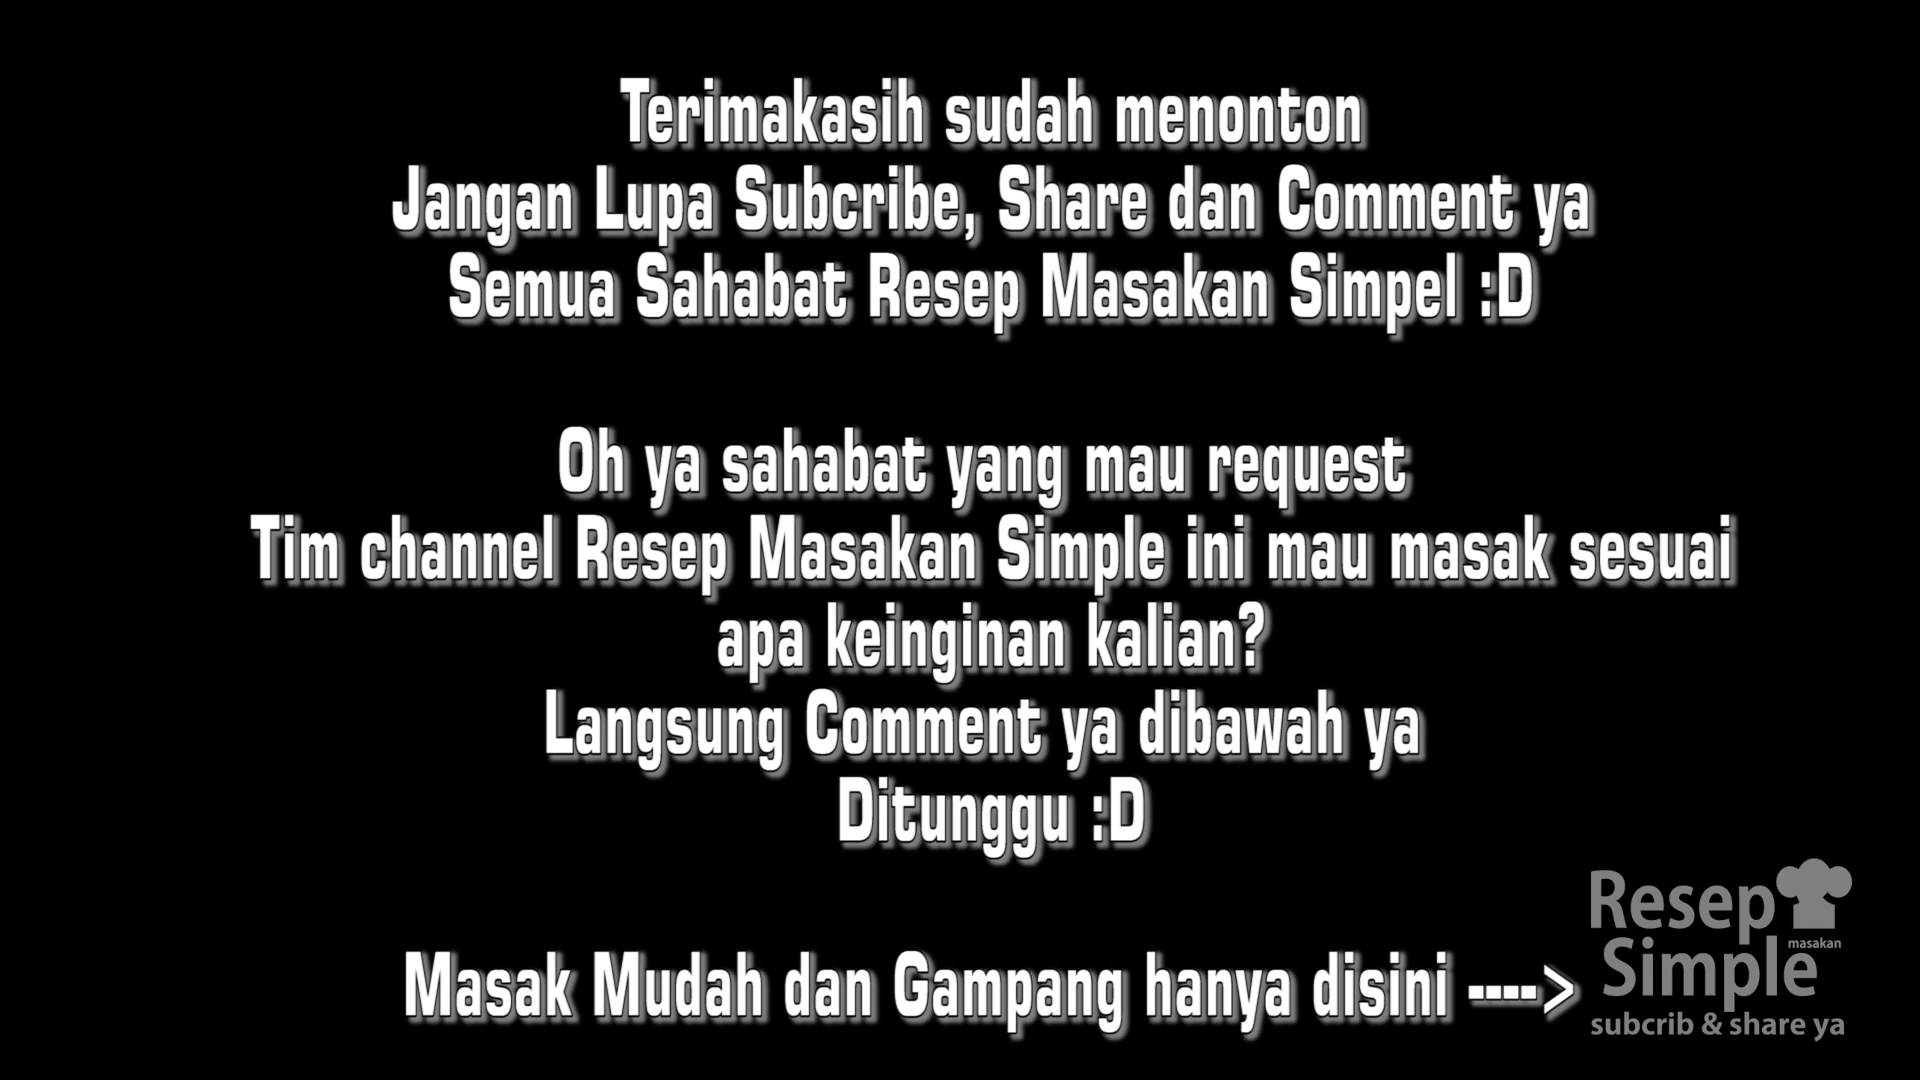 Terimakasih sudah menonton
Jangan Lupa Subcribe, Share dan Comment ya
Semua Sahabat Resep Masakan Simpel :D
Oh ya sahabat yang mau request
Tim channel Resep Masakan Simple ini mau masak sesuai
apa keinginan kalian?
Langsung Comment ya dibawah ya
Ditunggu :D
Masak Mudah dan Gampang hanya disini ---->
Resep
masakan
Simple
subcrib & share ya